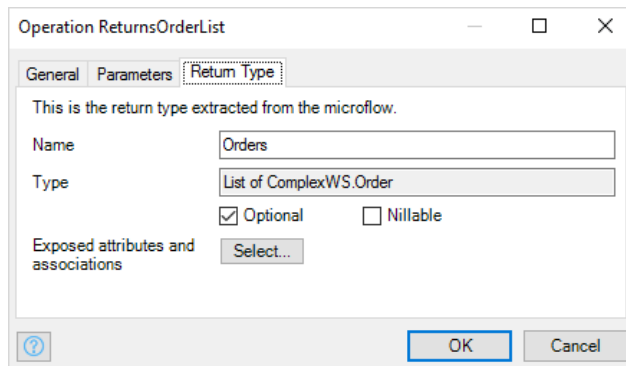 Operation ReturnsOrderList
General Parameters Return Type
This is the return type extracted from the microflow.
Name Orders
Type List of ComplexWS.Order
Optional Nillable
Exposed attributes and
associations
Select...
?
OK Cancel